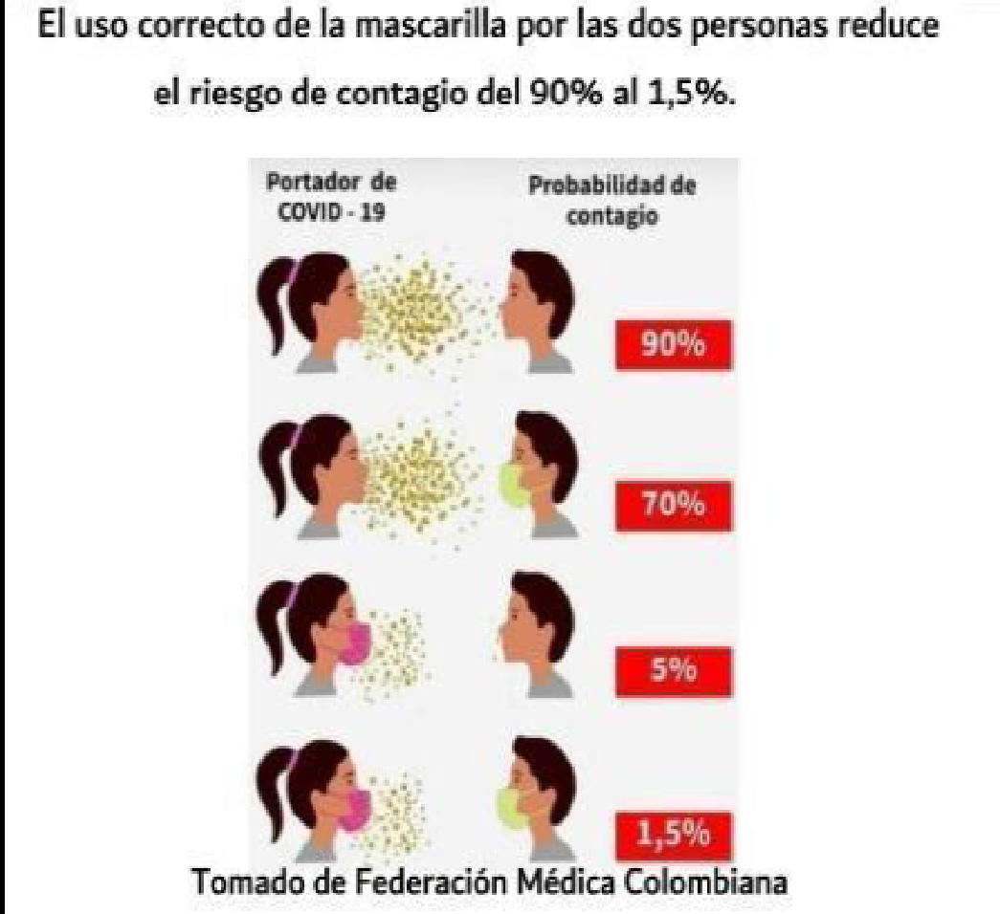 El uso correcto de la mascarilla por las dos personas reduce
el riesgo de contagio del 90% al 1,5%.
Portador de
COVID - 19
Probabilidad de
contagio
90%
70%
5%
1,5%
Tomado de Federación Médica Colombiana